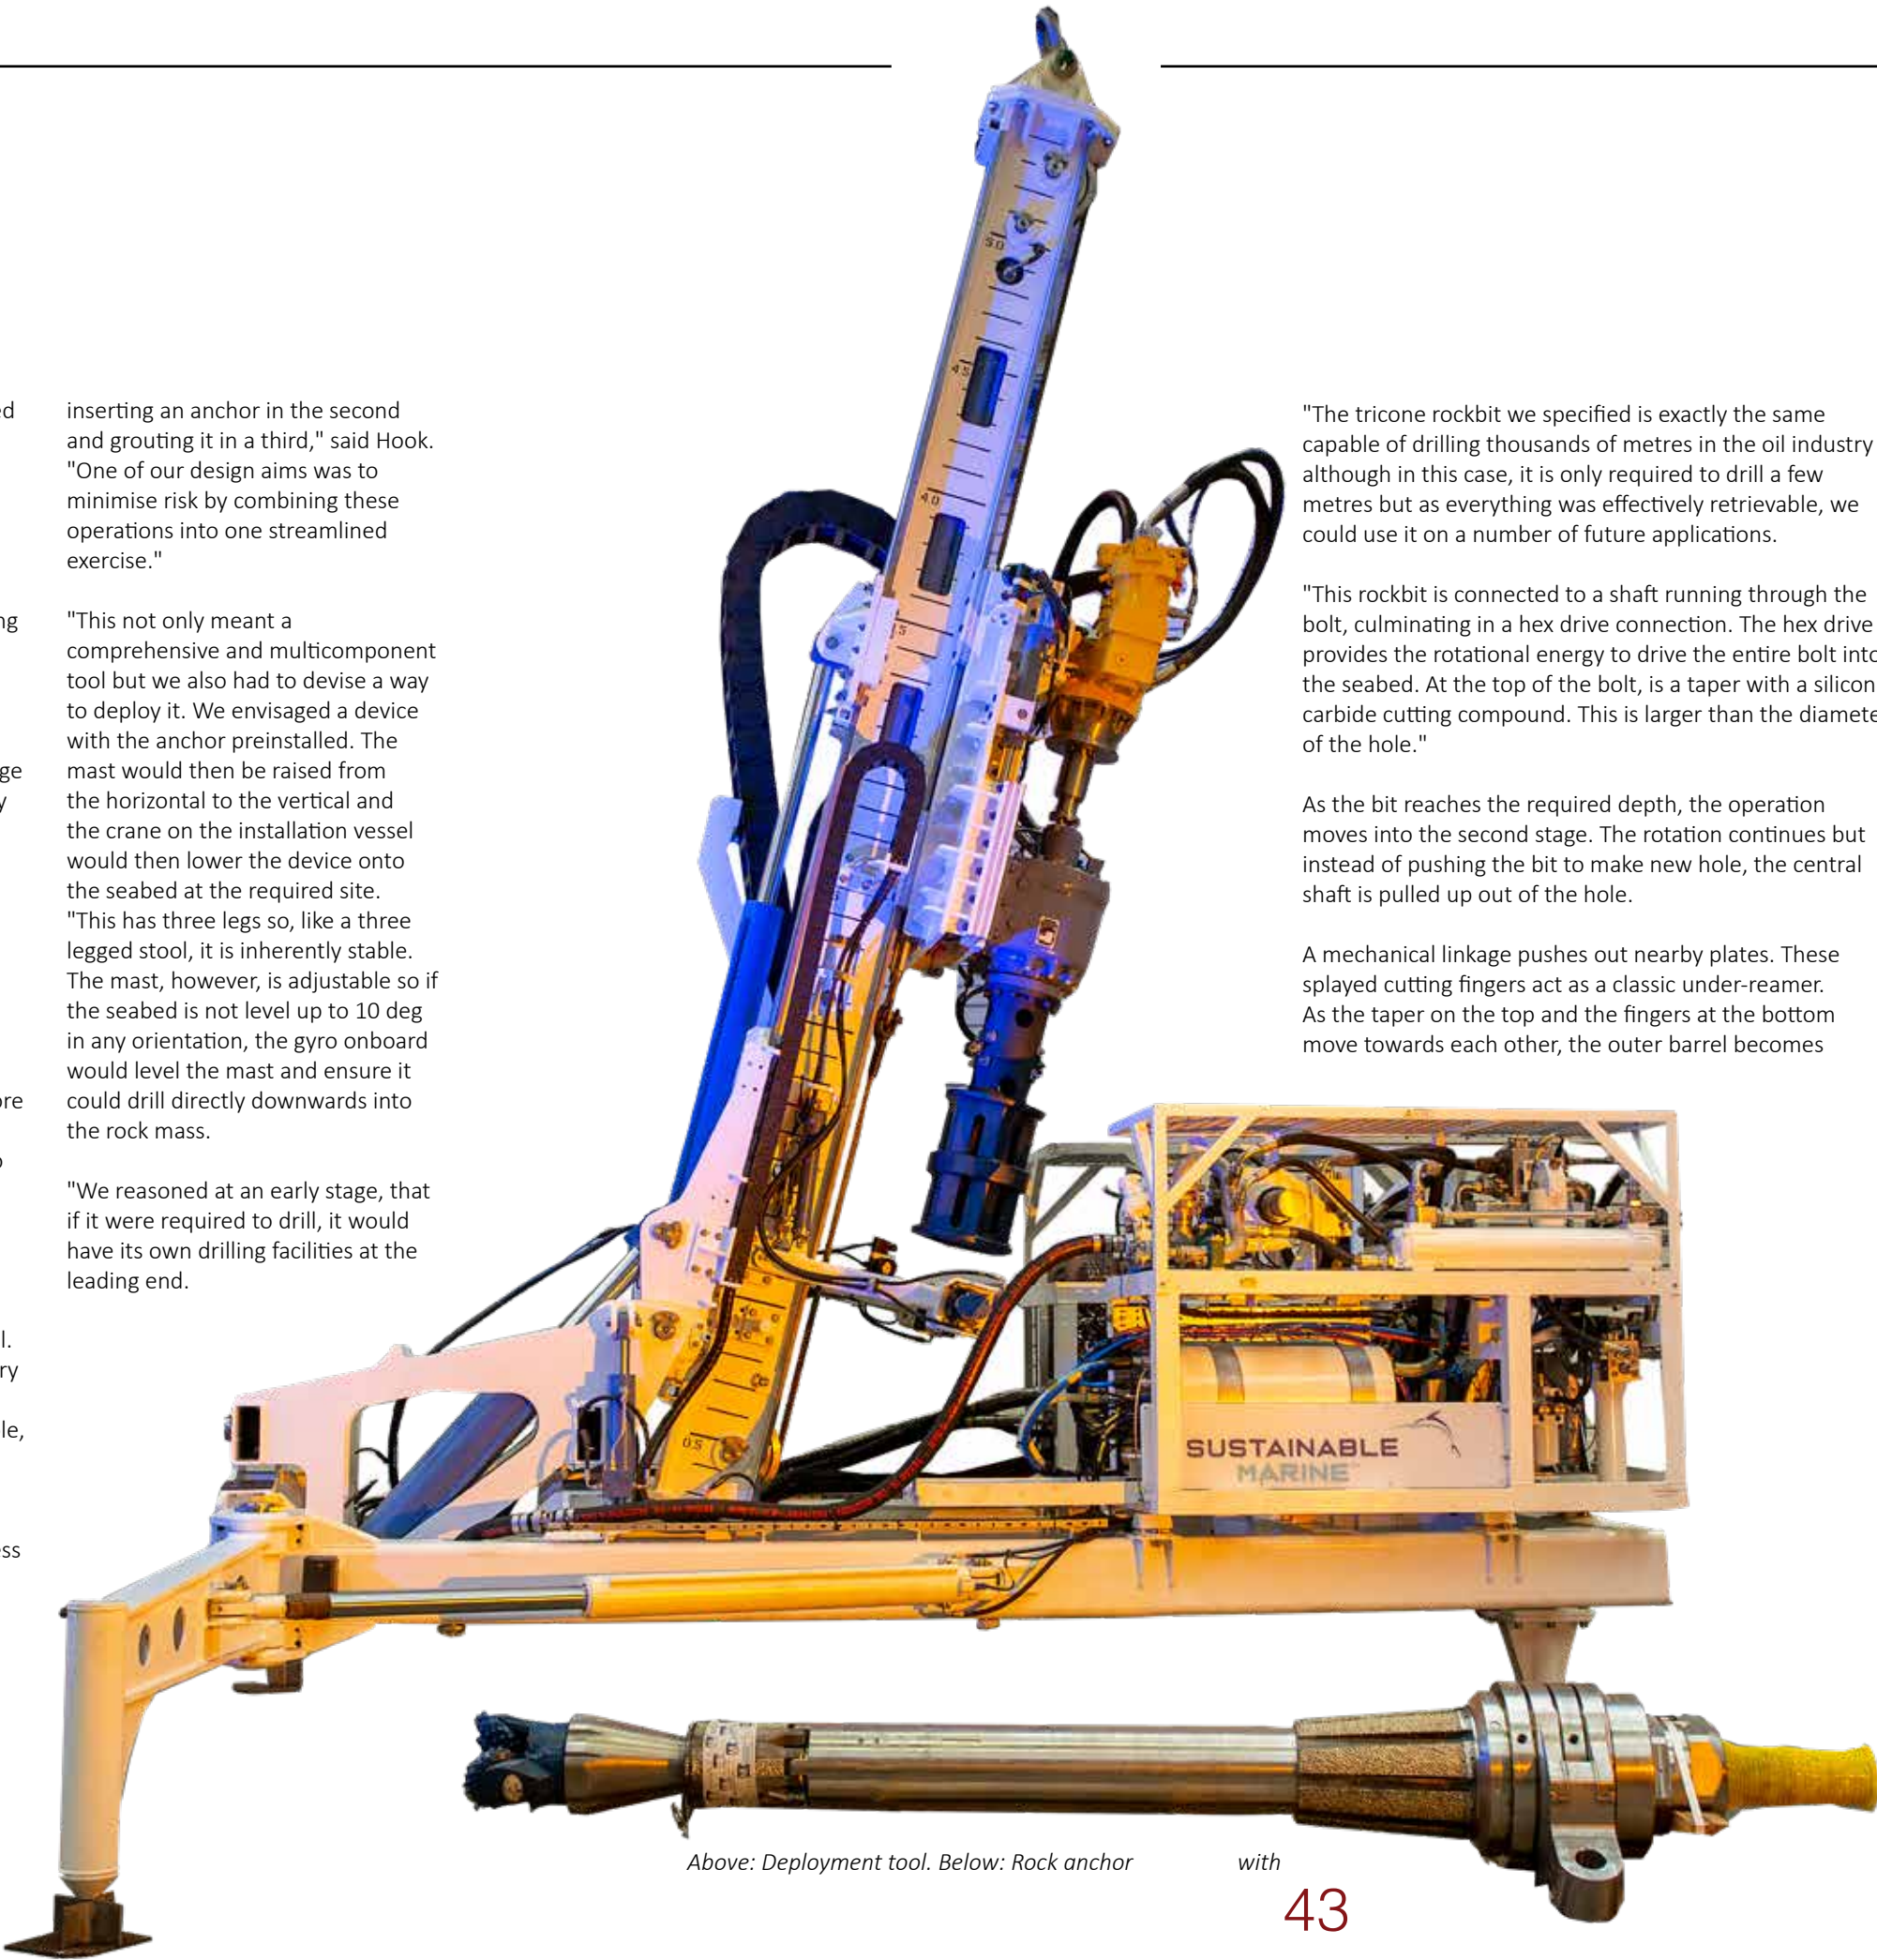 ed
ng
ge
y
ore
o
l.
ry
le,
ess
inserting an anchor in the second
and grouting it in a third," said Hook.
"One of our design aims was to
minimise risk by combining these
operations into one streamlined
exercise."
"This not only meant a
comprehensive and multicomponent
tool but we also had to devise a way
to deploy it. We envisaged a device
with the anchor preinstalled. The
mast would then be raised from
the horizontal to the vertical and
the crane on the installation vessel
would then lower the device onto
the seabed at the required site.
"This has three legs so, like a three
legged stool, it is inherently stable.
The mast, however, is adjustable so if
the seabed is not level up to 10 deg
in any orientation, the gyro onboard
would level the mast and ensure it
could drill directly downwards into
the rock mass.
"We reasoned at an early stage, that
if it were required to drill, it would
have its own drilling facilities at the
leading end.
5.0
4.5
4.0
.5
0.5
SUSTAINABLE
MARINE
"The tricone rockbit we specified is exactly the same
capable of drilling thousands of metres in the oil industry
although in this case, it is only required to drill a few
metres but as everything was effectively retrievable, we
could use it on a number of future applications.
"This rockbit is connected to a shaft running through the
bolt, culminating in a hex drive connection. The hex drive
provides the rotational energy to drive the entire bolt into
the seabed. At the top of the bolt, is a taper with a silicon
carbide cutting compound. This is larger than the diamete
of the hole."
As the bit reaches the required depth, the operation
moves into the second stage. The rotation continues but
instead of pushing the bit to make new hole, the central
shaft is pulled up out of the hole.
A mechanical linkage pushes out nearby plates. These
splayed cutting fingers act as a classic under-reamer.
As the taper on the top and the fingers at the bottom
move towards each other, the outer barrel becomes
Above: Deployment tool. Below: Rock anchor with
43